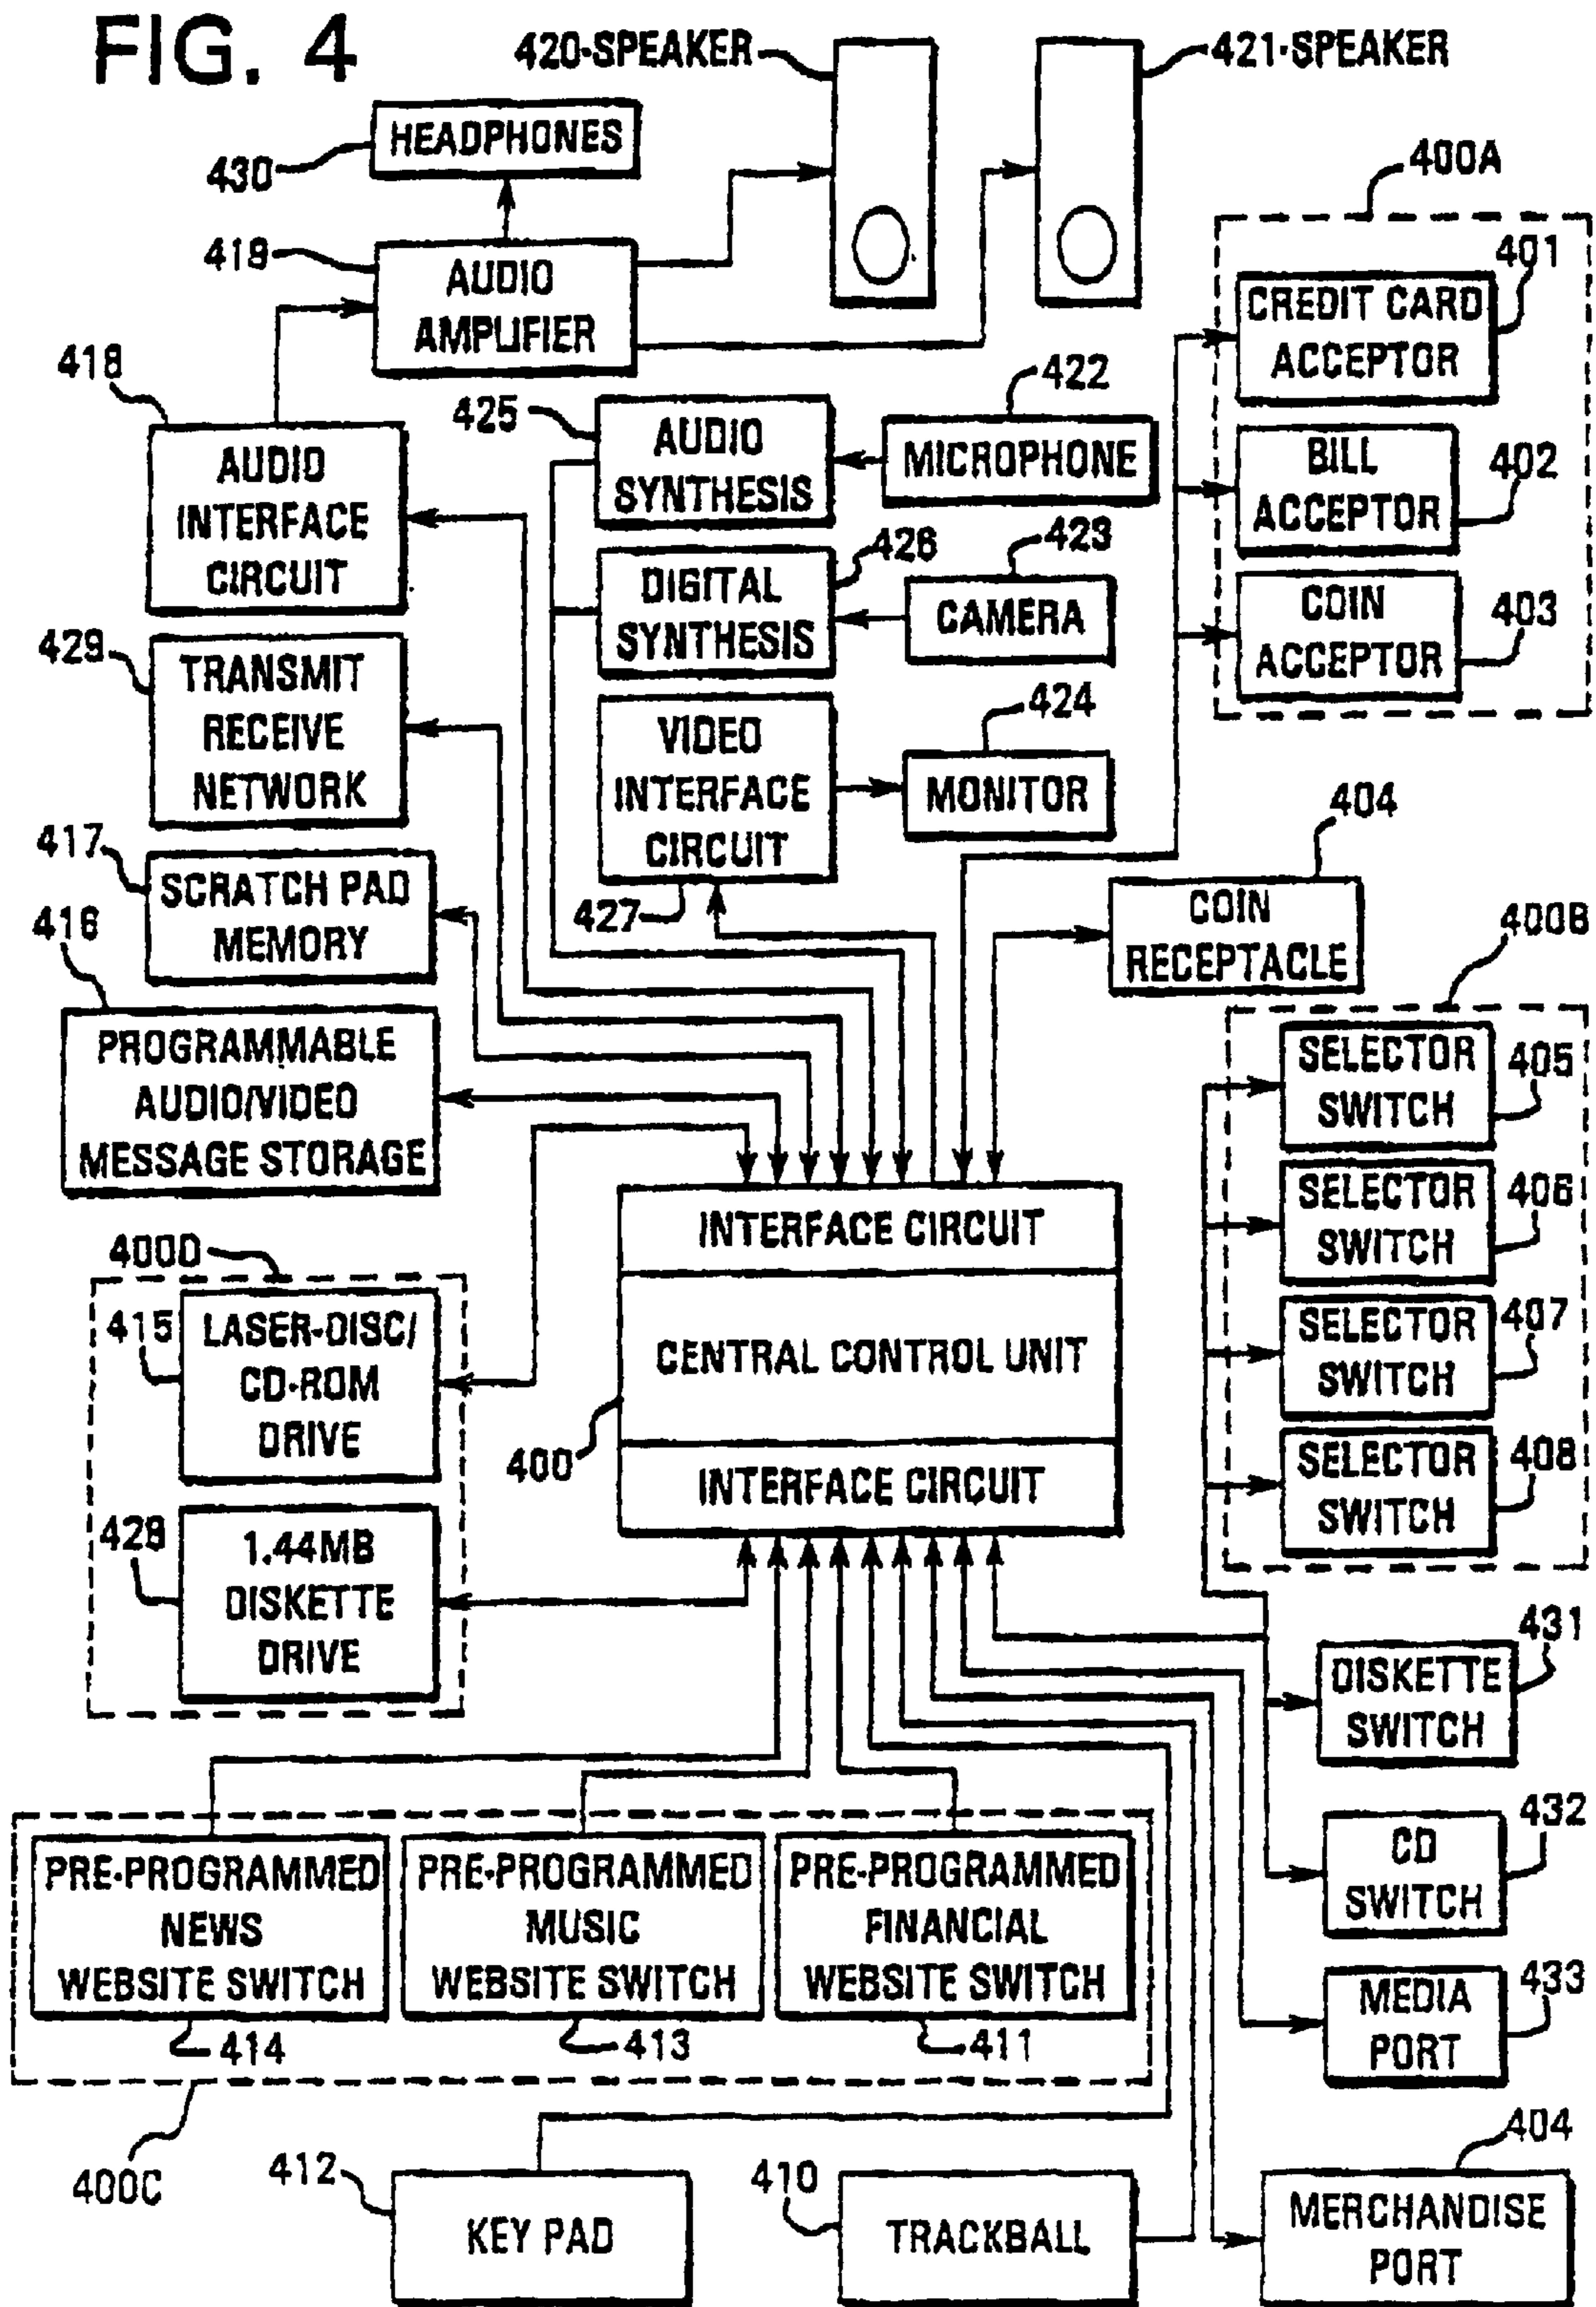 FIG. 4
420-SPEAKER
421-SPEAKER
HEADPHONES
430
400A
419
AUDIO
AMPLIFIER
401
CREDIT CARD
ACCEPTOR
418
AUDIO
INTERFACE
CIRCUIT
425
AUDIO
SYNTHESIS
422
MICROPHONE
BILL
ACCEPTOR
402
426
DIGITAL
SYNTHESIS
423
CAMERA
COIN
ACCEPTOR
403
429
TRANSMIT
RECEIVE
NETWORK
VIDEO
INTERFACE
CIRCUIT
427
424
MONITOR
417
SCRATCH PAD
MEMORY
404
COIN
RECEPTACLE
416
PROGRAMMABLE
AUDIO/VIDEO
MESSAGE STORAGE
400B
SELECTOR
SWITCH
405
SELECTOR
SWITCH
406
SELECTOR
SWITCH
407
SELECTOR
SWITCH
408
INTERFACE CIRCUIT
CENTRAL CONTROL UNIT
400
INTERFACE CIRCUIT
400D
415
LASER-DISC/
CD-ROM
DRIVE
428
1.44MB
DISKETTE
DRIVE
431
DISKETTE
SWITCH
432
CD
SWITCH
433
MEDIA
PORT
PRE-PROGRAMMED
NEWS
WEBSITE SWITCH
414
PRE-PROGRAMMED
MUSIC
WEBSITE SWITCH
413
PRE-PROGRAMMED
FINANCIAL
WEBSITE SWITCH
411
400C
412
KEY PAD
410
TRACKBALL
404
MERCHANDISE
PORT